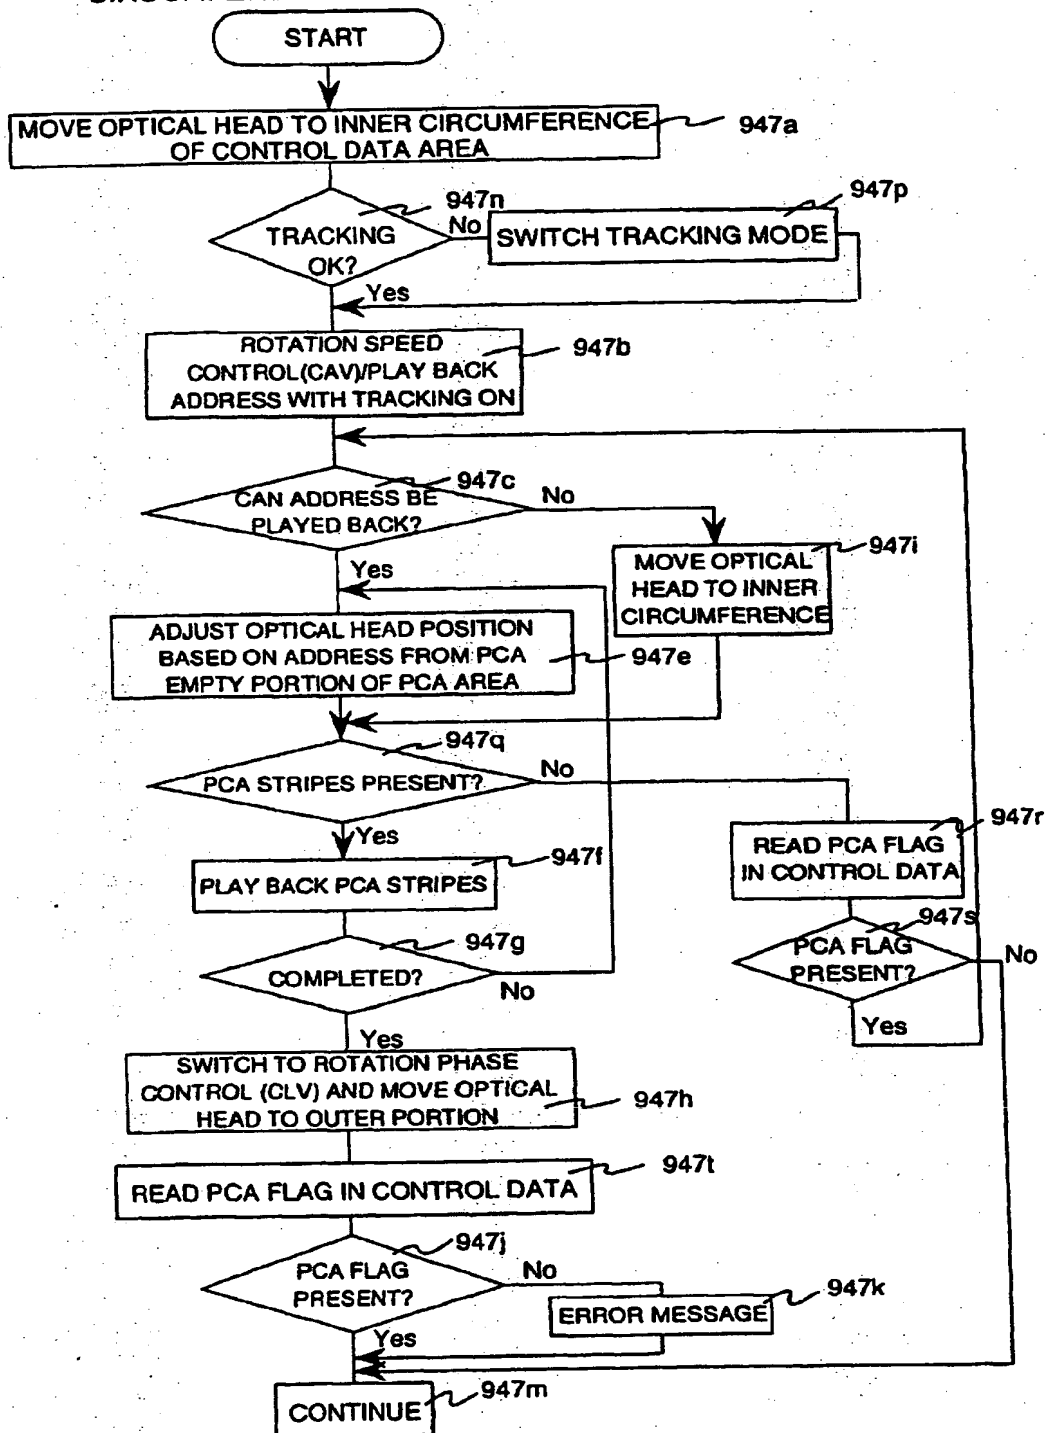 START
MOVE OPTICAL HEAD TO INNER CIRCUMFERENCE
OF CONTROL DATA AREA
947a
947n
TRACKING
OK?
No
947p
SWITCH TRACKING MODE
Yes
ROTATION SPEED
CONTROL(CAV)/PLAY BACK
ADDRESS WITH TRACKING ON
947b
947c
CAN ADDRESS BE
PLAYED BACK?
No
MOVE OPTICAL
HEAD TO INNER
CIRCUMFERENCE
947i
Yes
ADJUST OPTICAL HEAD POSITION
BASED ON ADDRESS FROM PCA
EMPTY PORTION OF PCA AREA
947e
947q
PCA STRIPES PRESENT?
No
947r
READ PCA FLAG
IN CONTROL DATA
Yes
947f
PLAY BACK PCA STRIPES
947s
PCA FLAG
PRESENT?
No
Yes
947g
COMPLETED?
No
Yes
SWITCH TO ROTATION PHASE
CONTROL (CLV) AND MOVE OPTICAL
HEAD TO OUTER PORTION
947h
947t
READ PCA FLAG IN CONTROL DATA
947j
PCA FLAG
PRESENT?
No
947k
ERROR MESSAGE
Yes
947m
CONTINUE